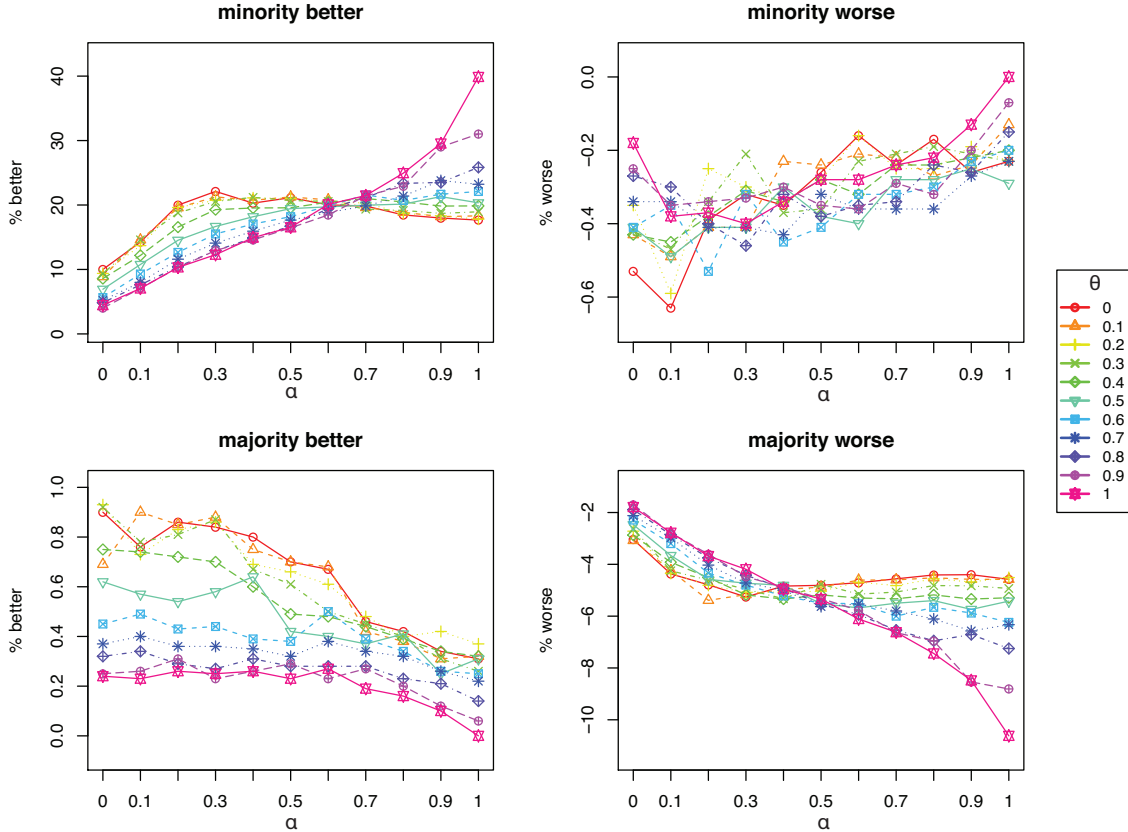 minority better
% better
40
30
20
10
0
0 0.1 0.3 0.5 0.7 0.9 1
α
minority worse
% worse
0.0
−0.2
−0.4
−0.6
0 0.1 0.3 0.5 0.7 0.9 1
α
majority better
% better
1.0
0.8
0.6
0.4
0.2
0.0
0 0.1 0.3 0.5 0.7 0.9 1
α
majority worse
% worse
−2
−4
−6
−8
−10
0 0.1 0.3 0.5 0.7 0.9 1
α
θ
0
0.1
0.2
0.3
0.4
0.5
0.6
0.7
0.8
0.9
1